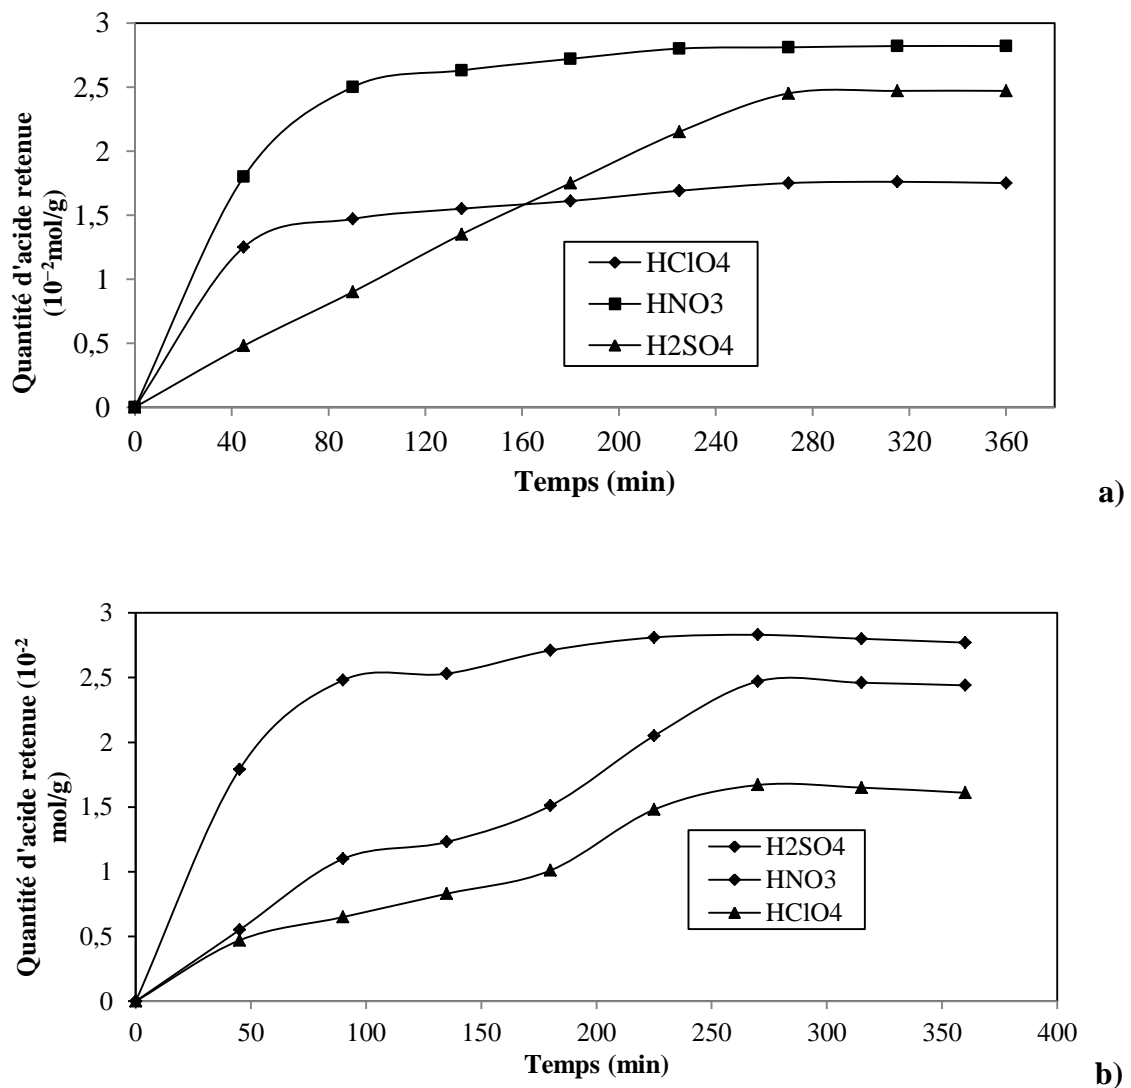 Quantité d'acide retenue
(10⁻²mol/g)
3
2,5
2
1,5
1
0,5
0
HClO4
HNO3
H2SO4
0 40 80 120 160 200 240 280 320 360
Temps (min)
a)
Quantité d'acide retenue (10⁻²
mol/g)
3
2,5
2
1,5
1
0,5
0
H2SO4
HNO3
HClO4
0 50 100 150 200 250 300 350 400
Temps (min)
b)